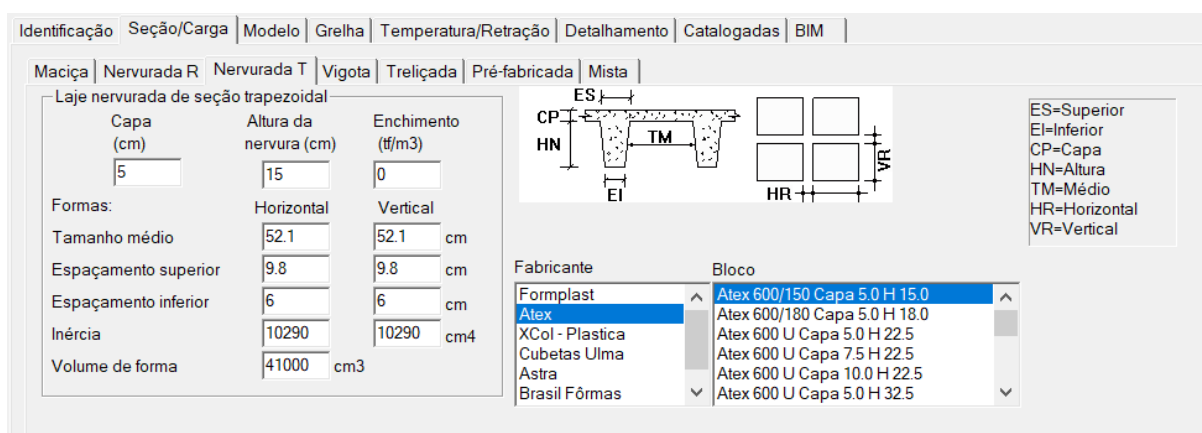 Identificação Seção/Carga Modelo Grelha Temperatura/Retração Detalhamento Catalogadas BIM
Maciça Nervurada R Nervurada T Vigota Treliçada Pré-fabricada Mista
Laje nervurada de seção trapezoidal
Capa (cm)
Altura da nervura (cm)
Enchimento (tf/m3)
5 15 0
Formas: Horizontal Vertical
Tamanho médio 52.1 52.1 cm
Espaçamento superior 9.8 9.8 cm
Espaçamento inferior 6 6 cm
Inércia 10290 10290 cm4
Volume de forma 41000 cm3
ES
CP
HN
TM
EI
HR
VR
ES=Superior
EI=Inferior
CP=Capa
HN=Altura
TM=Médio
HR=Horizontal
VR=Vertical
Fabricante
Formplast
Atex
XCol - Plastica
Cubetas Ulma
Astra
Brasil Fôrmas
Bloco
Atex 600/150 Capa 5.0 H 15.0
Atex 600/180 Capa 5.0 H 18.0
Atex 600 U Capa 5.0 H 22.5
Atex 600 U Capa 7.5 H 22.5
Atex 600 U Capa 10.0 H 22.5
Atex 600 U Capa 5.0 H 32.5